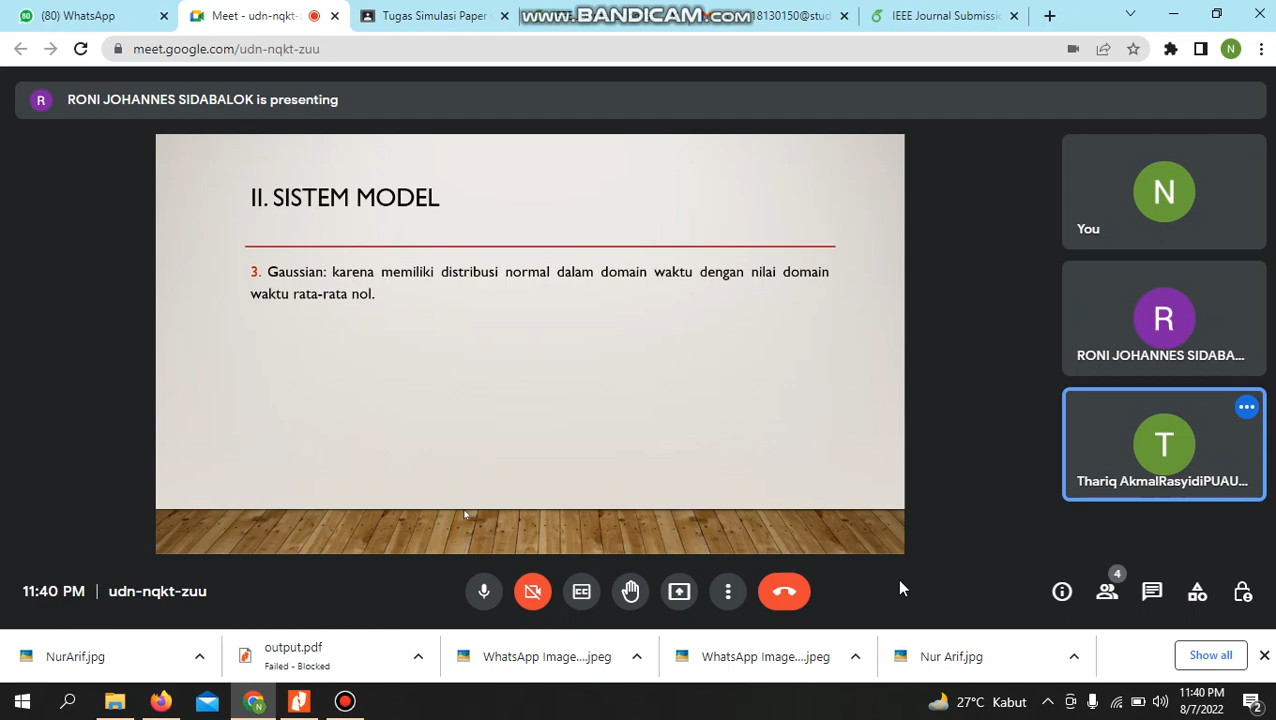 (80) WhatsApp
Meet - udn-nqkt-
Tugas Simulasi Paper
WWW.BANDICAM.COM
18130150@stud
IEEE Journal Submissi
meet.google.com/udn-nqkt-zuu
N
R
RONI JOHANNES SIDABALOK is presenting
II. SISTEM MODEL
3. Gaussian: karena memiliki distribusi normal dalam domain waktu dengan nilai domain
waktu rata-rata nol.
N
You
R
RONI JOHANNES SIDABA...
T
Thariq AkmalRasyidiPUAU...
11:40 PM | udn-nqkt-zuu
CC
4
NurArif.jpg
output.pdf
Failed - Blocked
WhatsApp Image....jpeg
WhatsApp Image....jpeg
Nur Arif.jpg
Show all
27°C Kabut
11:40 PM
8/7/2022
2